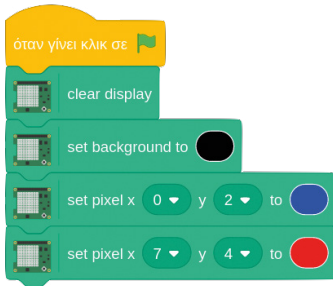 όταν γίνει κλικ σε
clear display
set background to
set pixel x 0 y 2 to
set pixel x 7 y 4 to